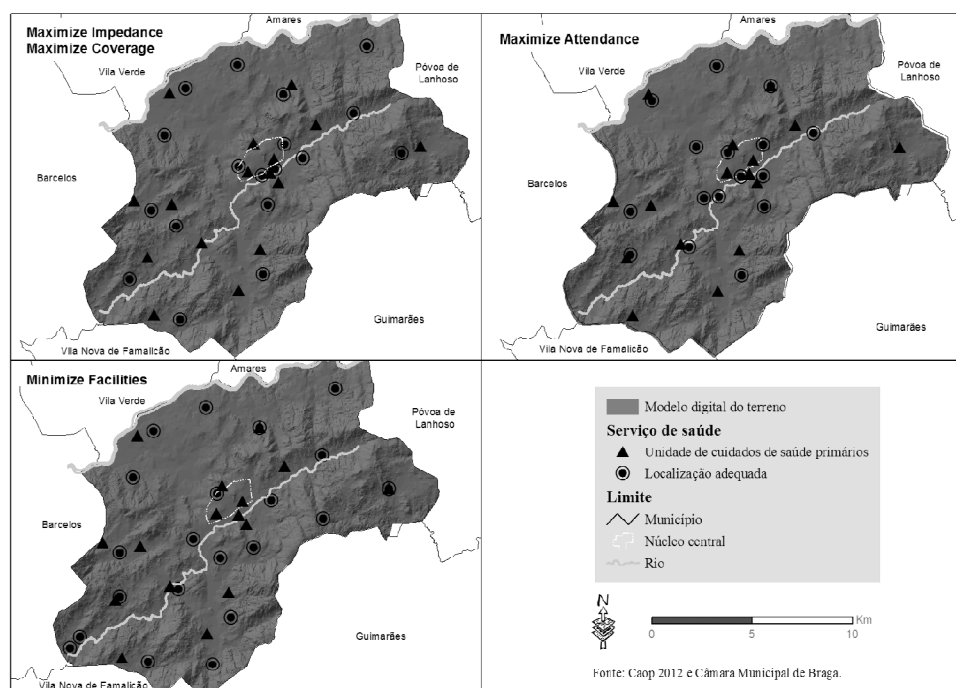 Maximize Impedance
Maximize Coverage
Amares
Vila Verde
Póvoa de
Lanhoso
Barcelos
Guimarães
Vila Nova de Famalicão
Maximize Attendance
Amares
Vila Verde
Póvoa de
Lanhoso
Barcelos
Guimarães
Vila Nova de Famalicão
Minimize Facilities
Amares
Vila Verde
Póvoa de
Lanhoso
Barcelos
Guimarães
Vila Nova de Famalicão
Modelo digital do terreno
Serviço de saúde
Unidade de cuidados de saúde primários
Localização adequada
Limite
Município
Núcleo central
Rio
N
Km
0 5 10
Fonte: Caop 2012 e Câmara Municipal de Braga.